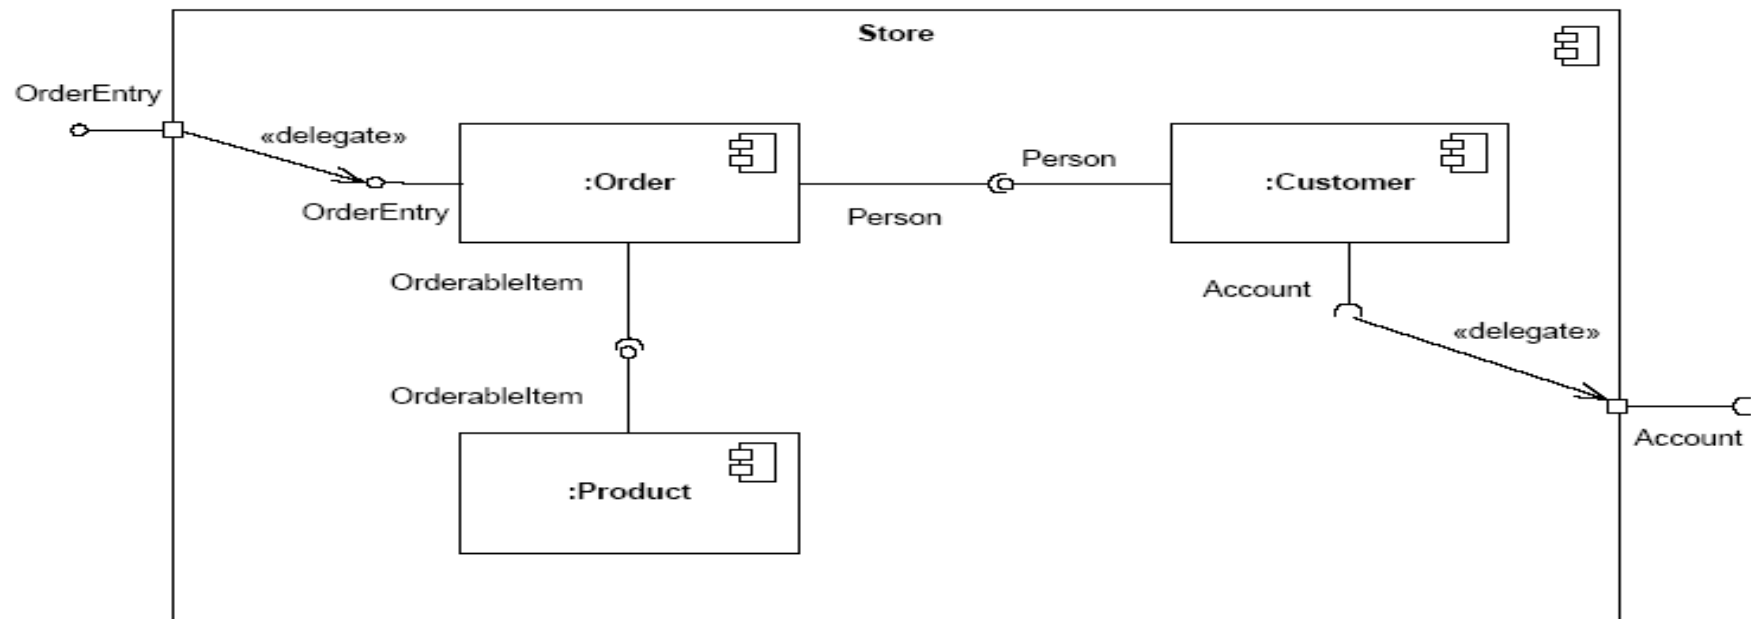 Store
OrderEntry
«delegate»
:Order
OrderEntry
Person
Person
:Customer
OrderableItem
Account
«delegate»
OrderableItem
Account
:Product